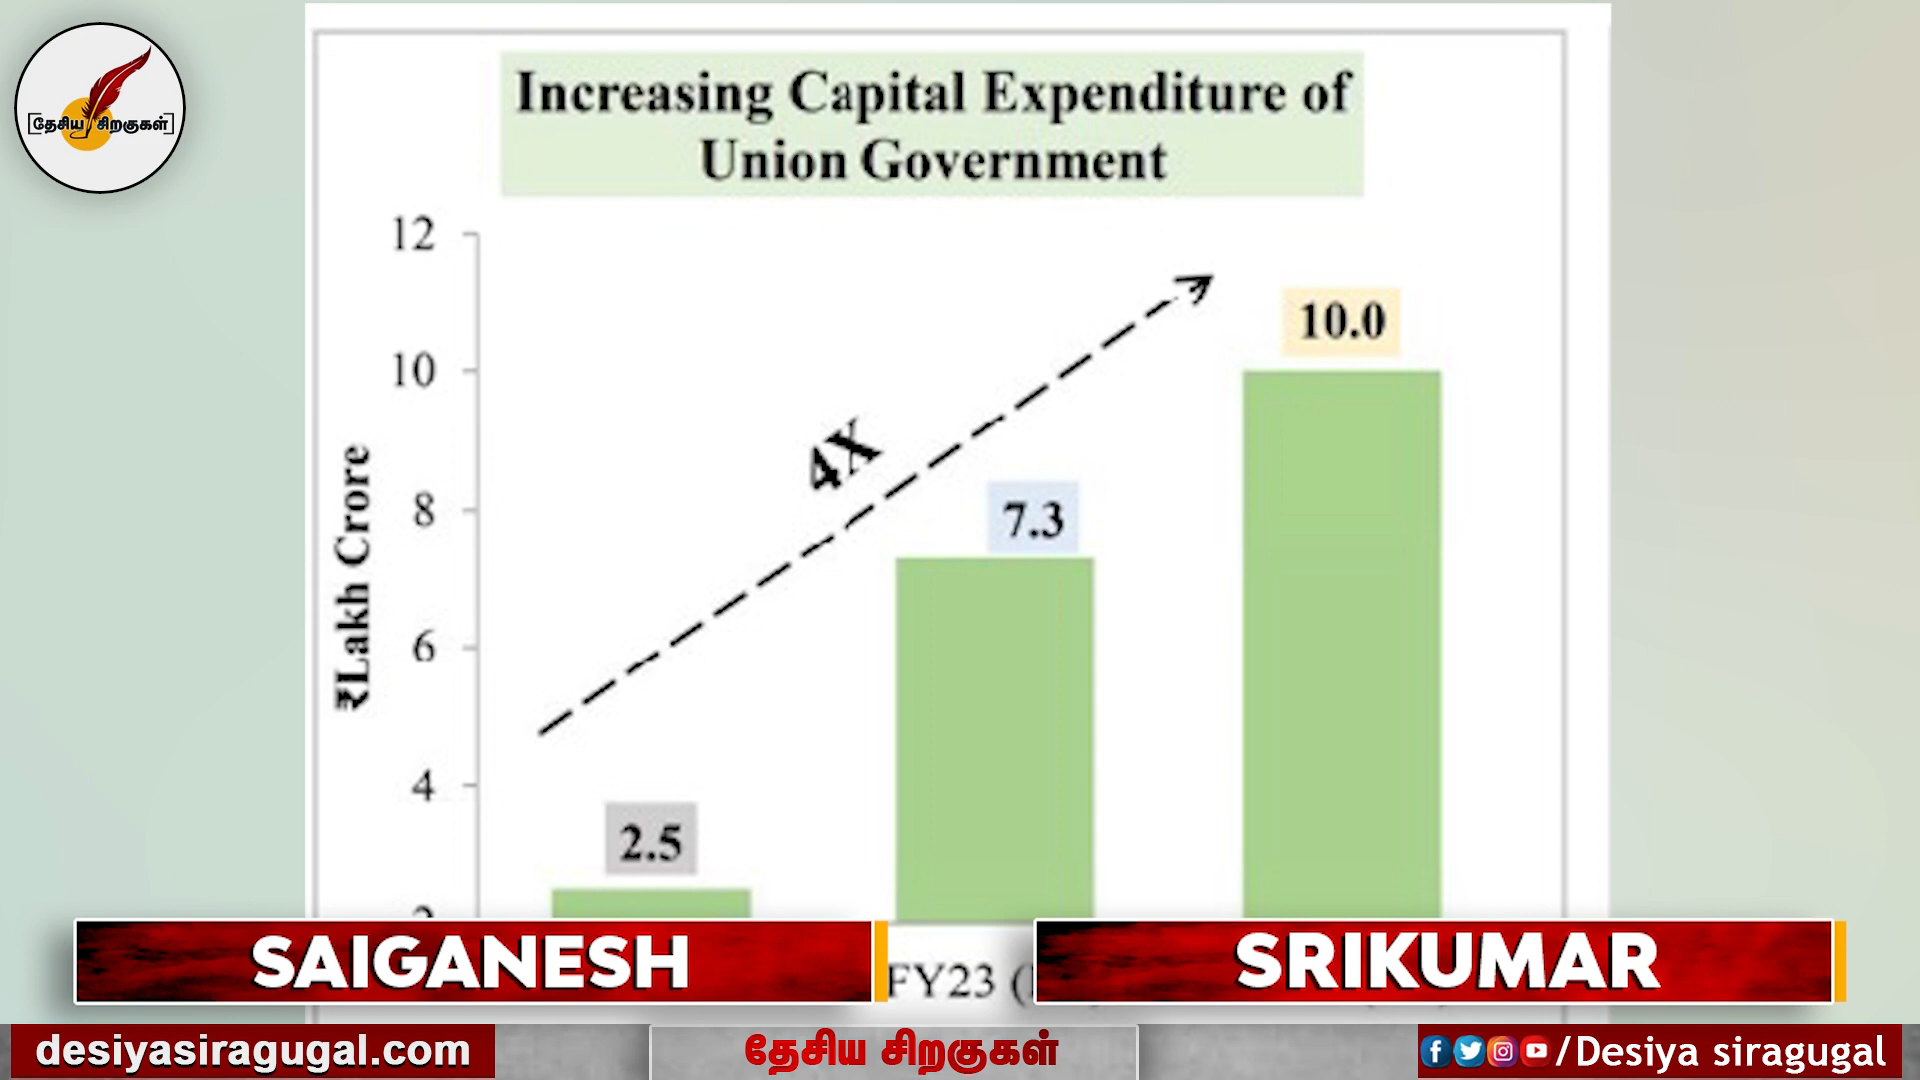 [தேசிய சிறகுகள்]
Increasing Capital Expenditure of
Union Government
12
10
8
6
4
2
₹Lakh Crore
4X
2.5
7.3
10.0
FY23 (
SAIGANESH
SRIKUMAR
desiyasiragugal.com
தேசிய சிறகுகள்
/Desiya siragugal